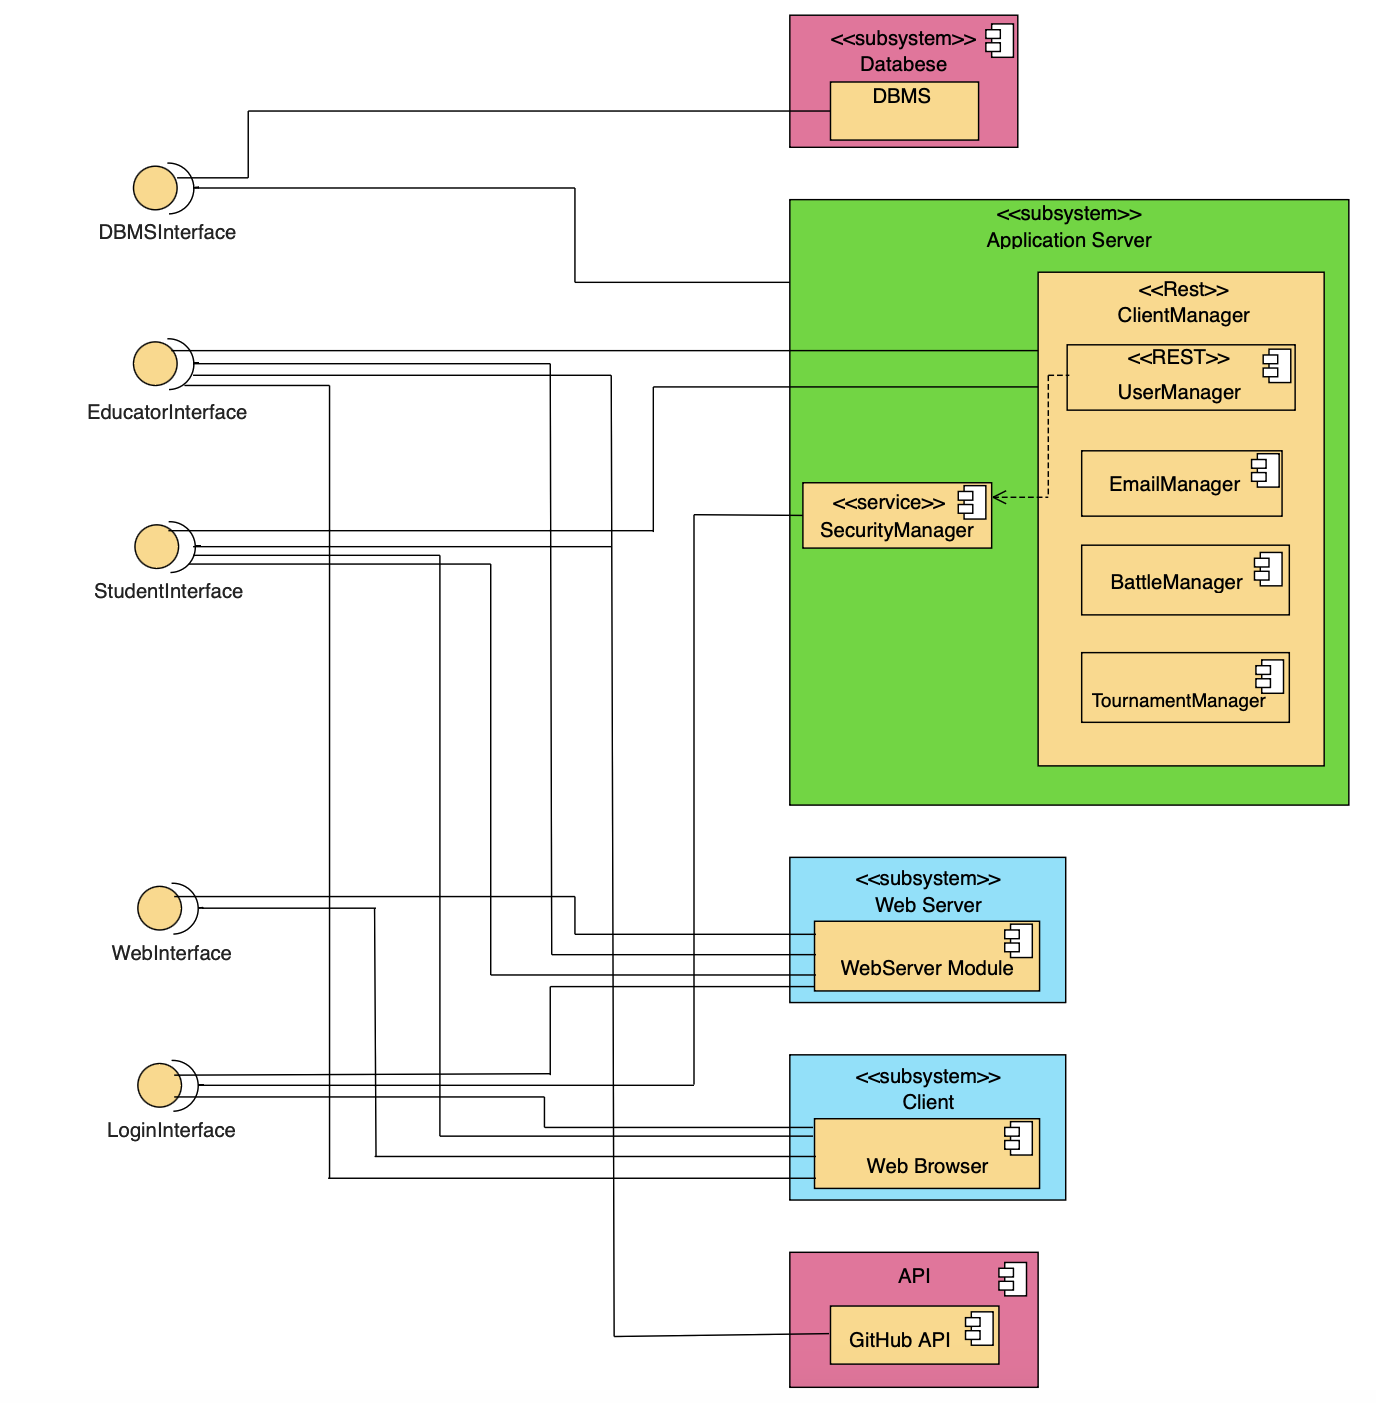 <<subsystem>>
Databese
DBMS
DBMSInterface
<<subsystem>>
Application Server
<<Rest>>
ClientManager
<<REST>>
UserManager
EducatorInterface
EmailManager
<<service>>
SecurityManager
BattleManager
StudentInterface
TournamentManager
<<subsystem>>
Web Server
WebInterface
WebServer Module
<<subsystem>>
Client
LoginInterface
Web Browser
API
GitHub API